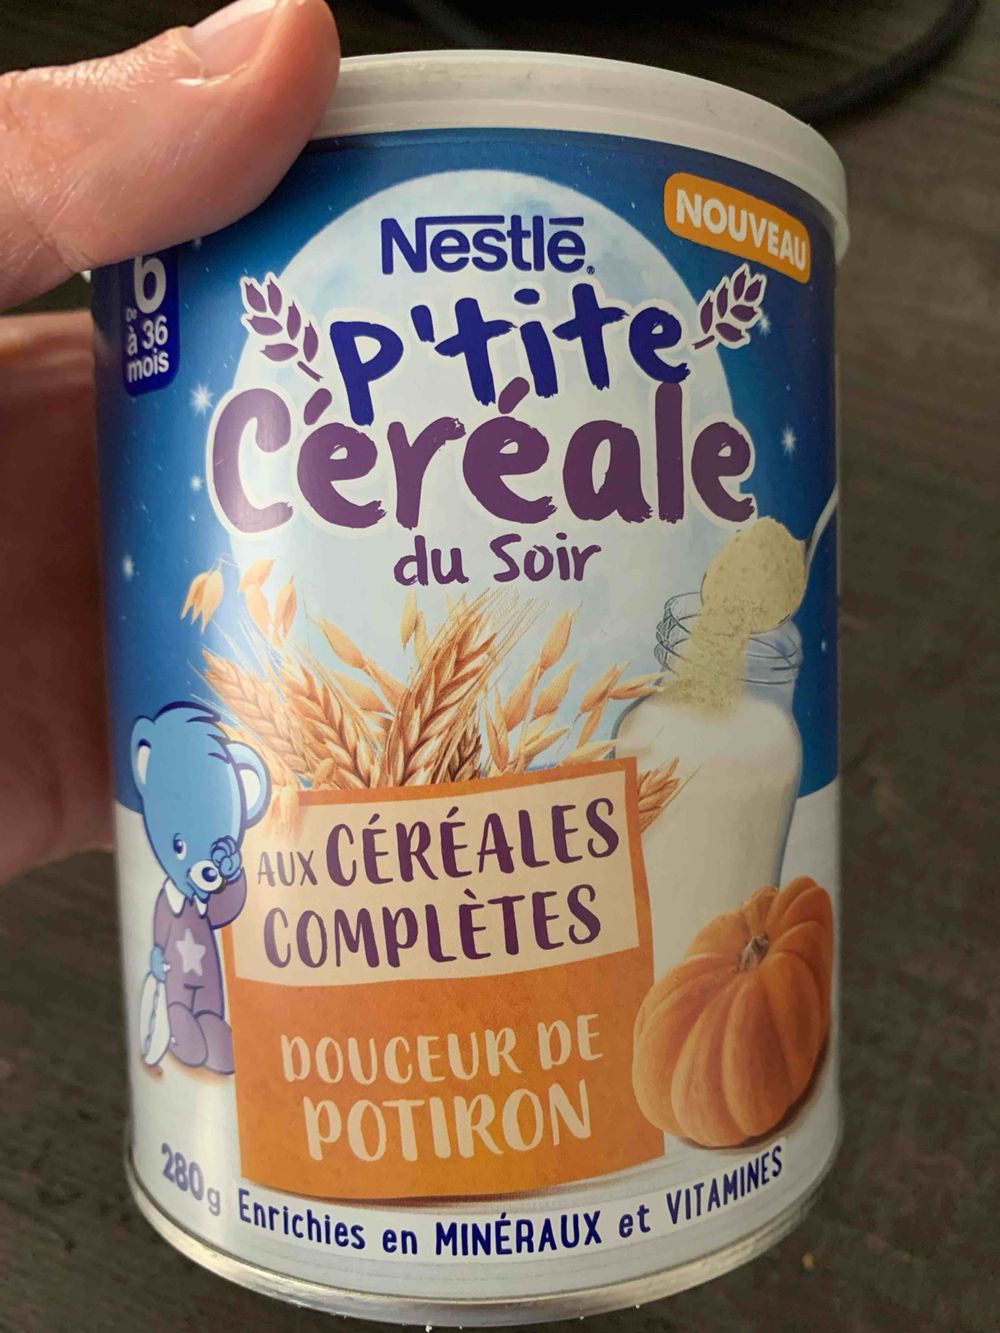 NOUVEAU
Nestlé
6
De
à 36
mois
P'tite
Céréale
du Soir
AUX CÉRÉALES
COMPLÈTES
DOUCEUR DE
POTIRON
280g Enrichies en MINÉRAUX et VITAMINES